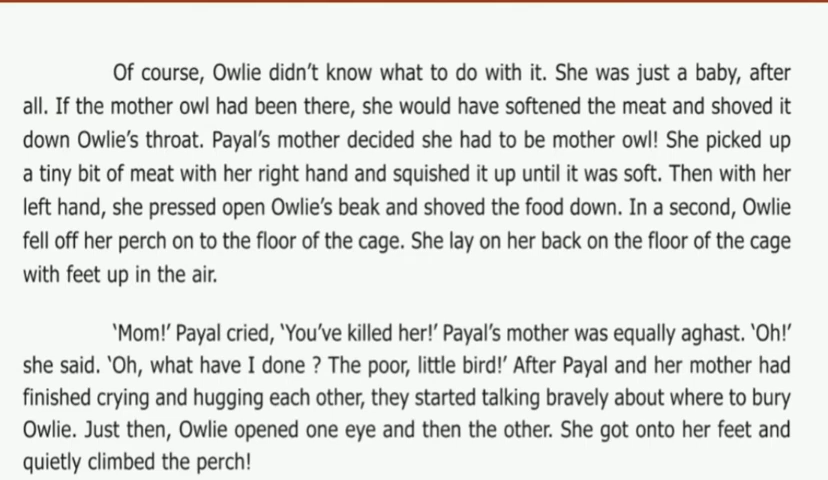 Of course, Owlie didn't know what to do with it. She was just a baby, after
all. If the mother owl had been there, she would have softened the meat and shoved it
down Owlie's throat. Payal's mother decided she had to be mother owl! She picked up
a tiny bit of meat with her right hand and squished it up until it was soft. Then with her
left hand, she pressed open Owlie's beak and shoved the food down. In a second, Owlie
fell off her perch on to the floor of the cage. She lay on her back on the floor of the cage
with feet up in the air.
‘Mom!’ Payal cried, ‘You’ve killed her!’ Payal’s mother was equally aghast. ‘Oh!’
she said. ‘Oh, what have I done ? The poor, little bird!’ After Payal and her mother had
finished crying and hugging each other, they started talking bravely about where to bury
Owlie. Just then, Owlie opened one eye and then the other. She got onto her feet and
quietly climbed the perch!